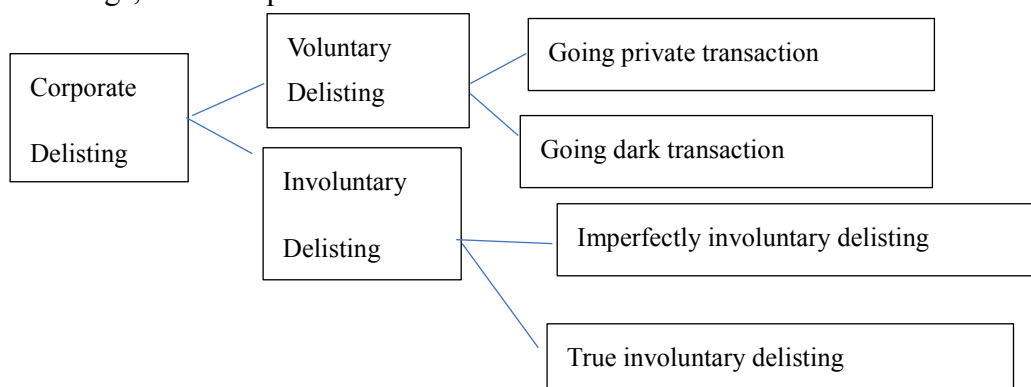 Corporate
Delisting
Voluntary
Delisting
Going private transaction
Going dark transaction
Involuntary
Delisting
Imperfectly involuntary delisting
True involuntary delisting